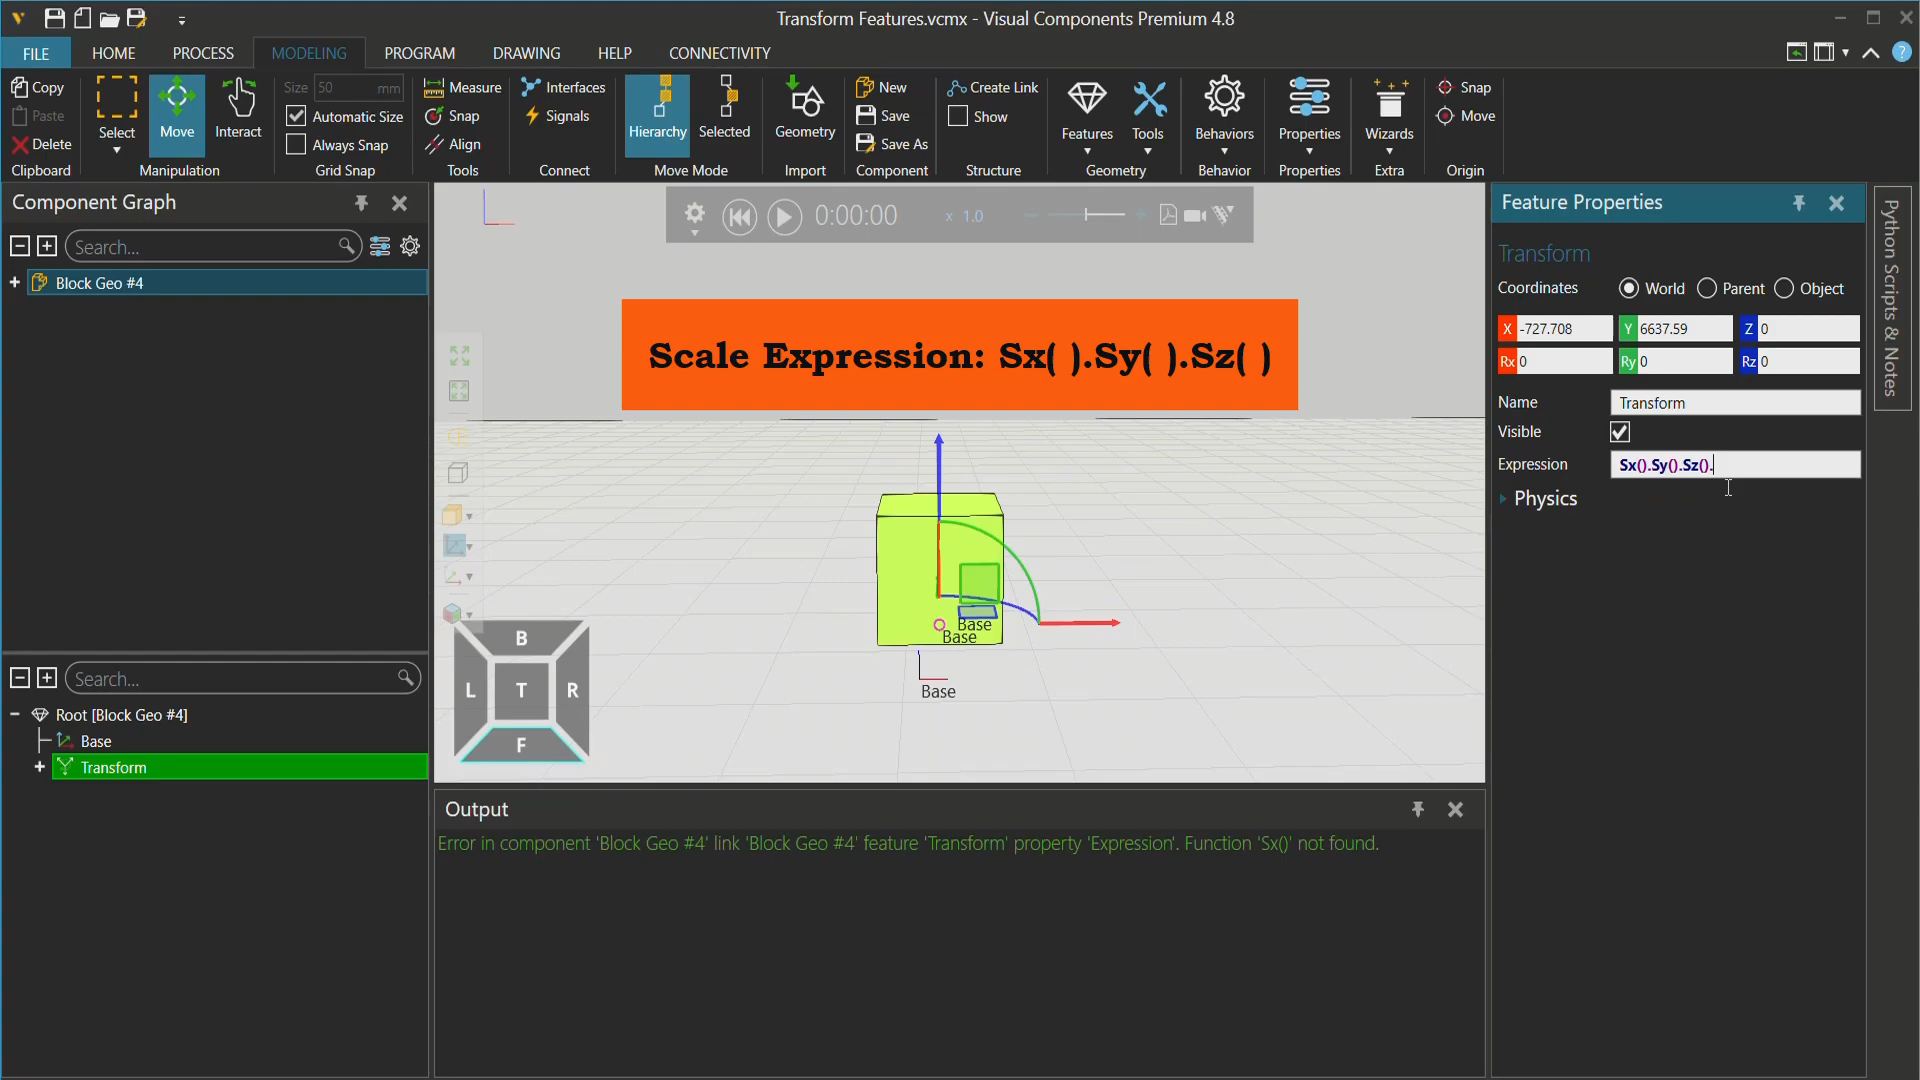 Transform Features.vcmx - Visual Components Premium 4.8
FILE HOME PROCESS MODELING PROGRAM DRAWING HELP CONNECTIVITY
Copy
Paste
Delete
Clipboard
Select
Move
Interact
Manipulation
Size 50 mm
Automatic Size
Always Snap
Grid Snap
Measure
Snap
Align
Tools
Interfaces
Signals
Connect
Hierarchy
Selected
Move Mode
Geometry
Import
New
Save
Save As
Component
Create Link
Show
Structure
Features
Tools
Geometry
Behaviors
Behavior
Properties
Properties
Wizards
Extra
Snap
Move
Origin
Component Graph
Search...
Block Geo #4
Search...
Root [Block Geo #4]
Base
Transform
0:00:00 x 1.0
Scale Expression: Sx( ).Sy( ).Sz( )
Base
Base
Base
B
L T R
F
Output
Error in component 'Block Geo #4' link 'Block Geo #4' feature 'Transform' property 'Expression'. Function 'Sx()' not found.
Feature Properties
Transform
Coordinates World Parent Object
X -727.708 Y 6637.59 Z 0
Rx 0 Ry 0 Rz 0
Name Transform
Visible
Expression Sx().Sy().Sz().
Physics
Python Scripts & Notes